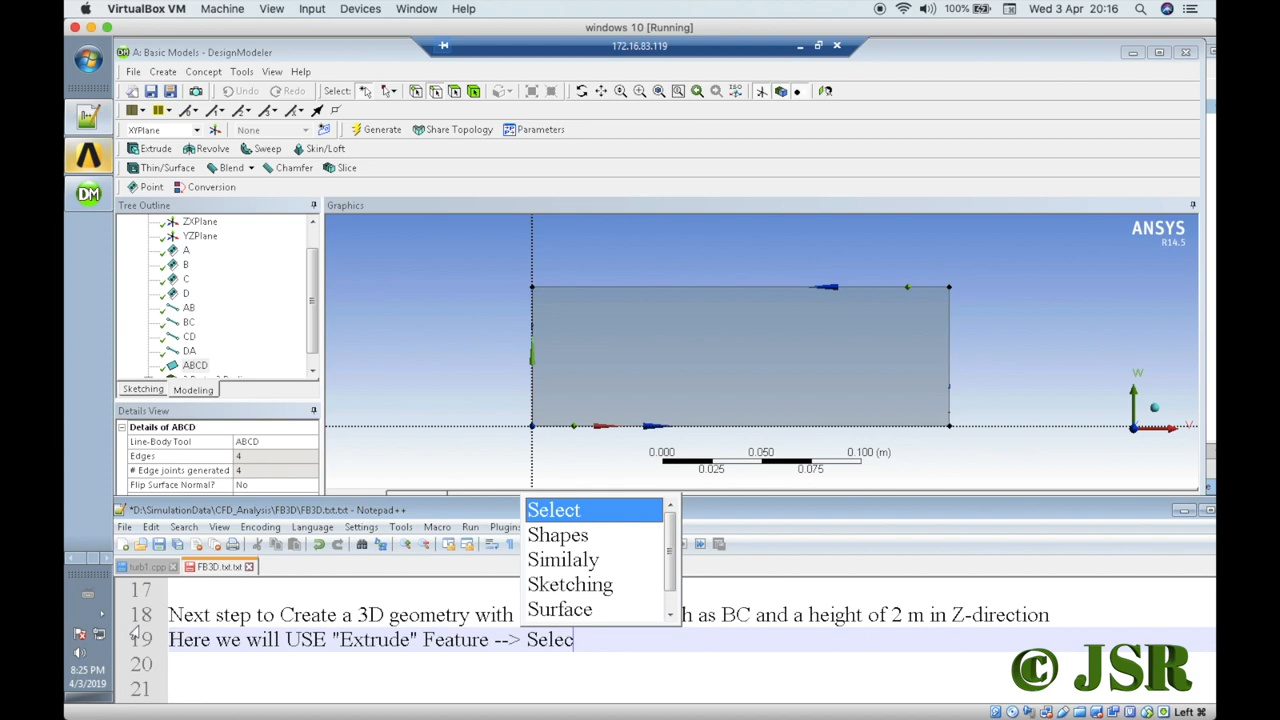 VirtualBox VM Machine View Input Devices Window Help 100% Wed 3 Apr 20:16
windows 10 [Running]
A: Basic Models - DesignModeler
172.16.83.119
File Create Concept Tools View Help
Undo Redo Select:
XYPlane None Generate Share Topology Parameters
Extrude Revolve Sweep Skin/Loft
Thin/Surface Blend Chamfer Slice
Point Conversion
Tree Outline
Graphics
ZXPlane
YZPlane
A
B
C
D
AB
BC
CD
DA
ABCD
Sketching Modeling
Details View
Details of ABCD
Line-Body Tool ABCD
Edges 4
# Edge joints generated 4
Flip Surface Normal? No
ANSYS
R14.5
W
V
0.000 0.050 0.100 (m)
0.025 0.075
*D:\SimulationData\CFD_Analysis\FB3D\FB3D.txt.txt - Notepad++
File Edit Search View Encoding Language Settings Tools Macro Run Plugins
turb1.cpp FB3D.txt.txt
Select
Shapes
Similaly
Sketching
Surface
17
18 Next step to Create a 3D geometry with
h as BC and a height of 2 m in Z-direction
19 Here we will USE "Extrude" Feature --> Selec
20
21
8:25 PM
4/3/2019
© JSR
Left ⌘